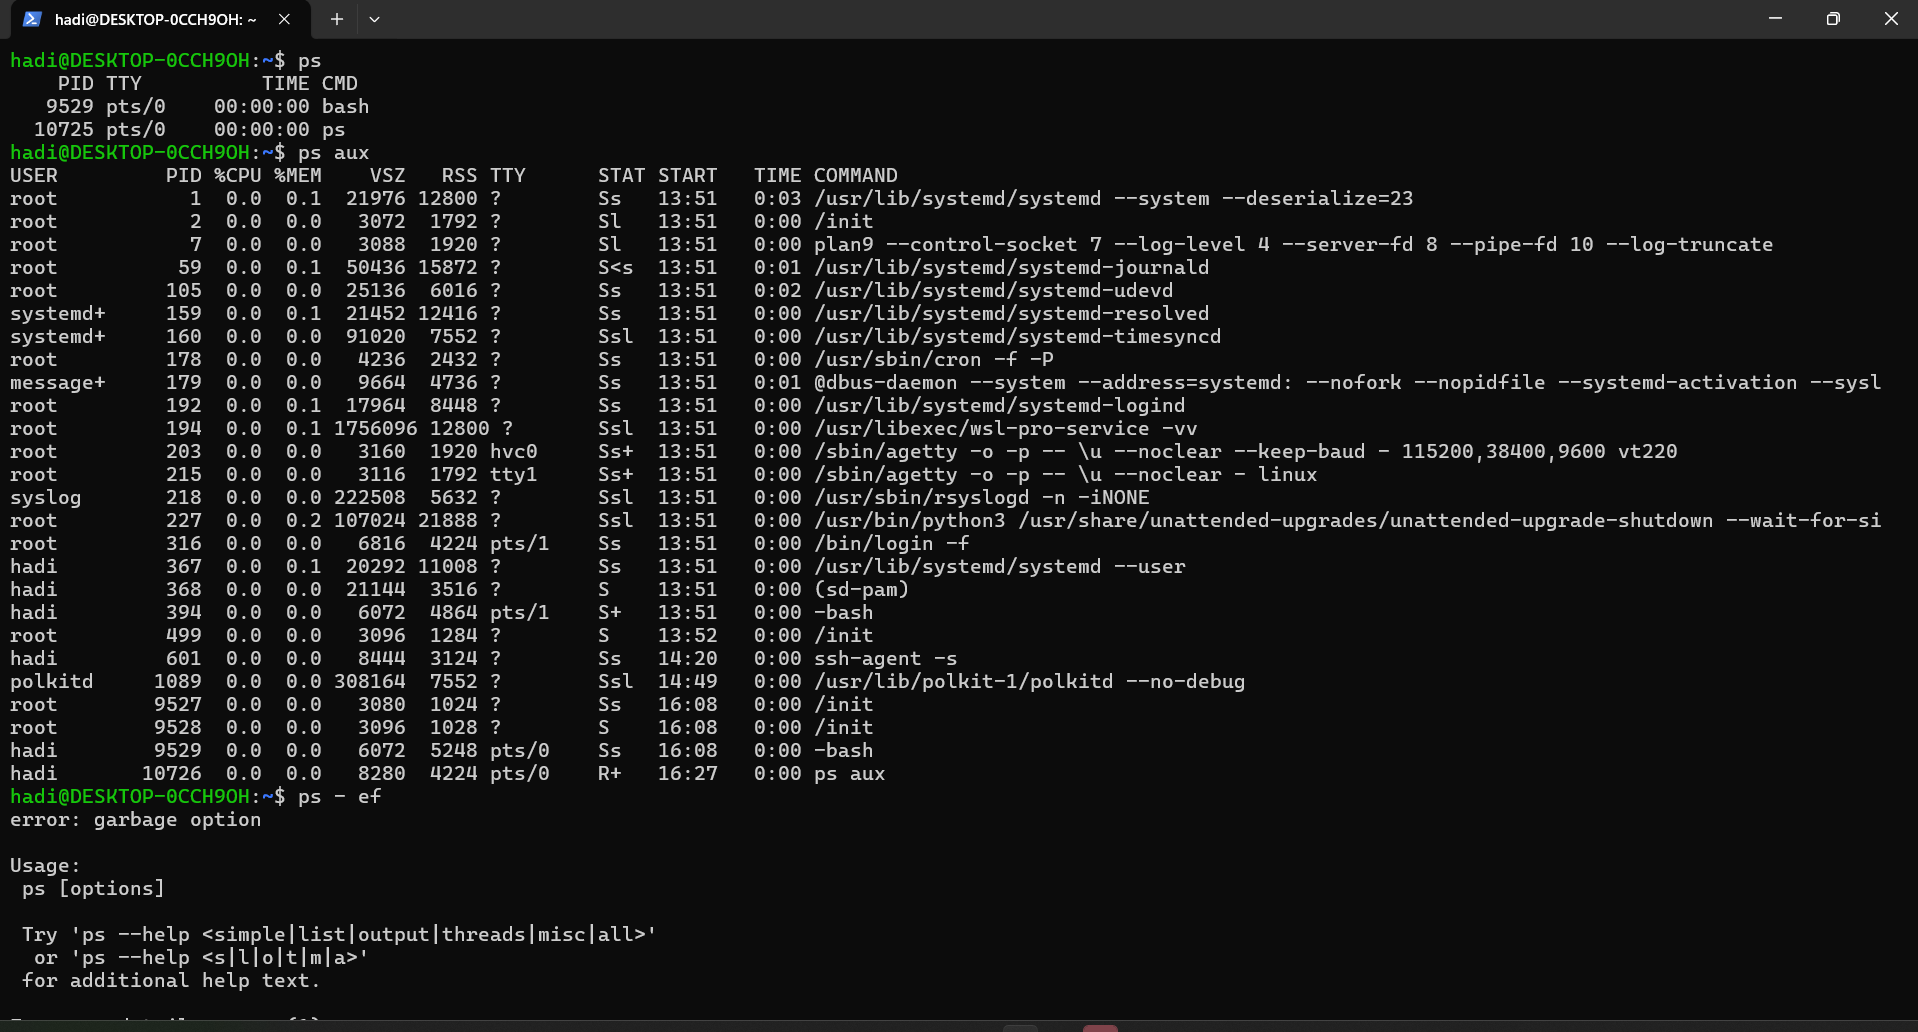 hadi@DESKTOP-0CCH9OH: ~
hadi@DESKTOP-0CCH9OH:~$ ps
    PID TTY          TIME CMD
   9529 pts/0    00:00:00 bash
  10725 pts/0    00:00:00 ps
hadi@DESKTOP-0CCH9OH:~$ ps aux
USER         PID %CPU %MEM    VSZ   RSS TTY      STAT START   TIME COMMAND
root           1  0.0  0.1  21976 12800 ?        Ss   13:51   0:03 /usr/lib/systemd/systemd --system --deserialize=23
root           2  0.0  0.0   3072  1792 ?        Sl   13:51   0:00 /init
root           7  0.0  0.0   3088  1920 ?        Sl   13:51   0:00 plan9 --control-socket 7 --log-level 4 --server-fd 8 --pipe-fd 10 --log-truncate
root          59  0.0  0.1  50436 15872 ?        S<s  13:51   0:01 /usr/lib/systemd/systemd-journald
root         105  0.0  0.0  25136  6016 ?        Ss   13:51   0:02 /usr/lib/systemd/systemd-udevd
systemd+     159  0.0  0.1  21452 12416 ?        Ss   13:51   0:00 /usr/lib/systemd/systemd-resolved
systemd+     160  0.0  0.0  91020  7552 ?        Ssl  13:51   0:00 /usr/lib/systemd/systemd-timesyncd
root         178  0.0  0.0   4236  2432 ?        Ss   13:51   0:00 /usr/sbin/cron -f -P
message+     179  0.0  0.0   9664  4736 ?        Ss   13:51   0:01 @dbus-daemon --system --address=systemd: --nofork --nopidfile --systemd-activation --sysl
root         192  0.0  0.1  17964  8448 ?        Ss   13:51   0:00 /usr/lib/systemd/systemd-logind
root         194  0.0  0.1 1756096 12800 ?       Ssl  13:51   0:00 /usr/libexec/wsl-pro-service -vv
root         203  0.0  0.0   3160  1920 hvc0     Ss+  13:51   0:00 /sbin/agetty -o -p -- \u --noclear --keep-baud - 115200,38400,9600 vt220
root         215  0.0  0.0   3116  1792 tty1     Ss+  13:51   0:00 /sbin/agetty -o -p -- \u --noclear - linux
syslog       218  0.0  0.0 222508  5632 ?        Ssl  13:51   0:00 /usr/sbin/rsyslogd -n -iNONE
root         227  0.0  0.2 107024 21888 ?        Ssl  13:51   0:00 /usr/bin/python3 /usr/share/unattended-upgrades/unattended-upgrade-shutdown --wait-for-si
root         316  0.0  0.0   6816  4224 pts/1    Ss   13:51   0:00 /bin/login -f
hadi         367  0.0  0.1  20292 11008 ?        Ss   13:51   0:00 /usr/lib/systemd/systemd --user
hadi         368  0.0  0.0  21144  3516 ?        S    13:51   0:00 (sd-pam)
hadi         394  0.0  0.0   6072  4864 pts/1    S+   13:51   0:00 -bash
root         499  0.0  0.0   3096  1284 ?        S    13:52   0:00 /init
hadi         601  0.0  0.0   8444  3124 ?        Ss   14:20   0:00 ssh-agent -s
polkitd     1089  0.0  0.0 308164  7552 ?        Ssl  14:49   0:00 /usr/lib/polkit-1/polkitd --no-debug
root        9527  0.0  0.0   3080  1024 ?        Ss   16:08   0:00 /init
root        9528  0.0  0.0   3096  1028 ?        S    16:08   0:00 /init
hadi        9529  0.0  0.0   6072  5248 pts/0    Ss   16:08   0:00 -bash
hadi       10726  0.0  0.0   8280  4224 pts/0    R+   16:27   0:00 ps aux
hadi@DESKTOP-0CCH9OH:~$ ps - ef
error: garbage option

Usage:
 ps [options]

 Try 'ps --help <simple|list|output|threads|misc|all>'
  or 'ps --help <s|l|o|t|m|a>'
 for additional help text.